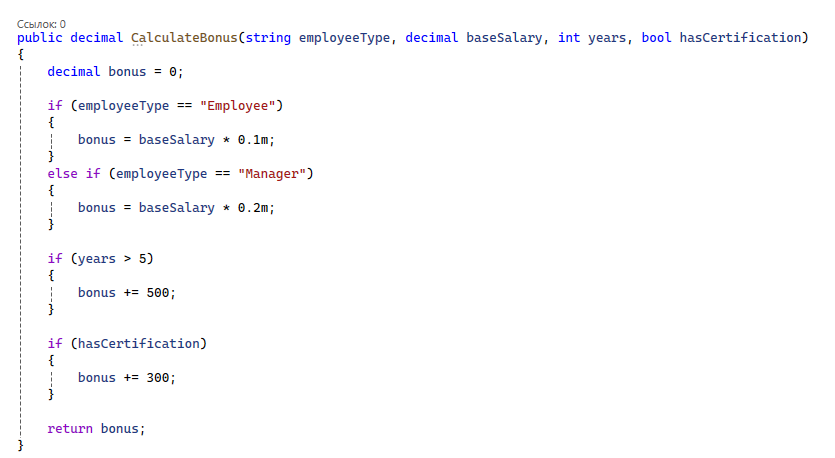 Ссылок: 0
public decimal CalculateBonus(string employeeType, decimal baseSalary, int years, bool hasCertification)
{
    decimal bonus = 0;

    if (employeeType == "Employee")
    {
        bonus = baseSalary * 0.1m;
    }
    else if (employeeType == "Manager")
    {
        bonus = baseSalary * 0.2m;
    }

    if (years > 5)
    {
        bonus += 500;
    }

    if (hasCertification)
    {
        bonus += 300;
    }

    return bonus;
}